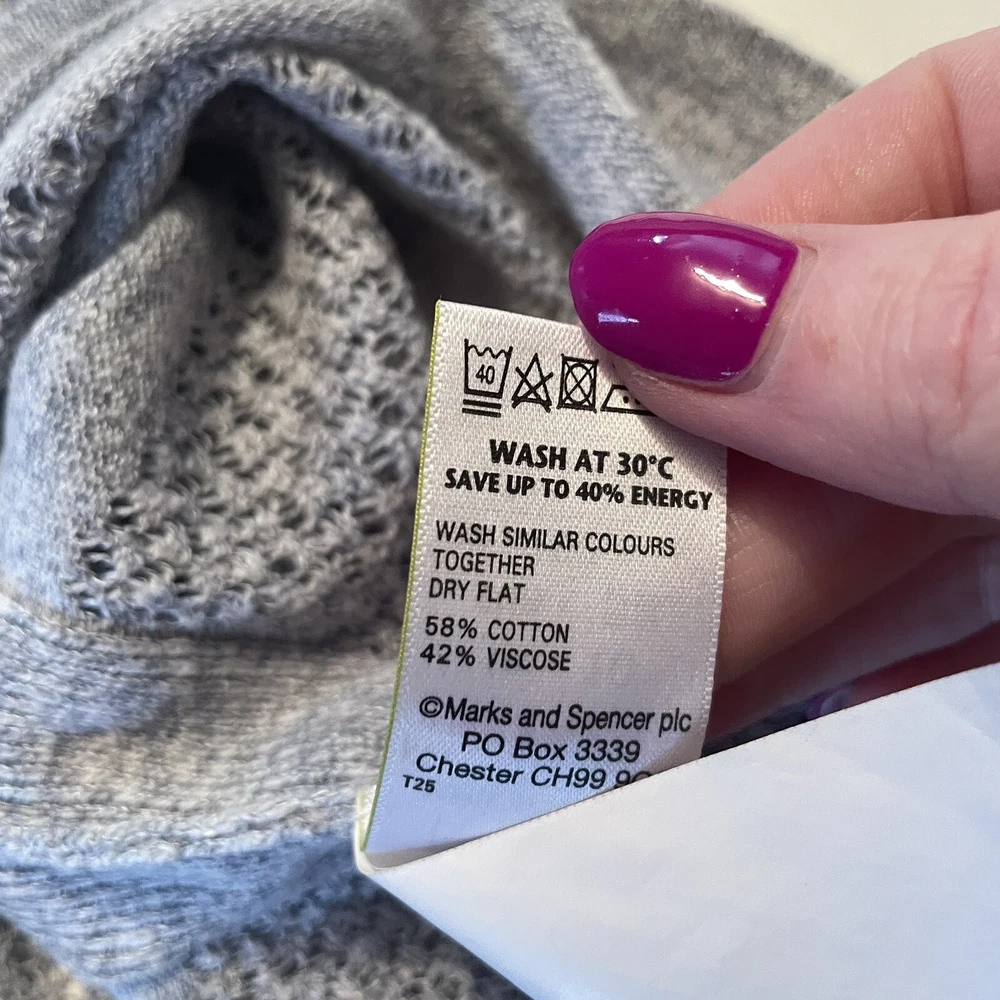 40
WASH AT 30°C
SAVE UP TO 40% ENERGY
WASH SIMILAR COLOURS
TOGETHER
DRY FLAT
58% COTTON
42% VISCOSE
©Marks and Spencer plc
PO Box 3339
Chester CH99
T25